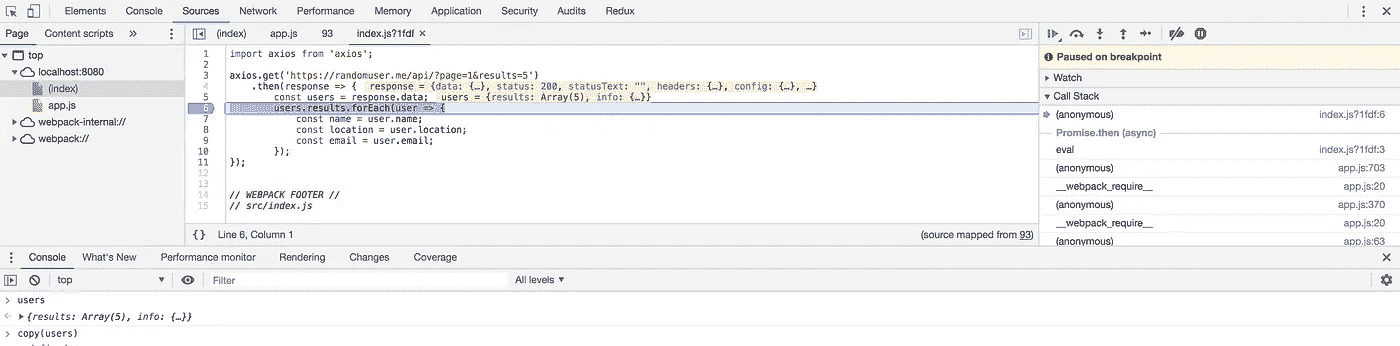 Elements Console Sources Network Performance Memory Application Security Audits Redux
Page Content scripts »
(index) app.js 93 index.js?1fdf ×
top
localhost:8080
(index)
app.js
webpack-internal://
webpack://
1 import axios from 'axios';
2
3 axios.get('https://randomuser.me/api/?page=1&results=5')
4 .then(response => { response = {data: {…}, status: 200, statusText: "", headers: {…}, config: {…}, …}
5 const users = response.data; users = {results: Array(5), info: {…}}
6 users.results.forEach(user => {
7 const name = user.name;
8 const location = user.location;
9 const email = user.email;
10 });
11 });
12
13
14 // WEBPACK FOOTER //
15 // src/index.js
{} Line 6, Column 1 (source mapped from 93)
Paused on breakpoint
Watch
Call Stack
(anonymous) index.js?1fdf:6
Promise.then (async)
eval index.js?1fdf:3
(anonymous) app.js:703
__webpack_require__ app.js:20
(anonymous) app.js:370
__webpack_require__ app.js:20
(anonymous) app.js:63
Console What's New Performance monitor Rendering Changes Coverage
top Filter All levels
> users
{results: Array(5), info: {…}}
> copy(users)